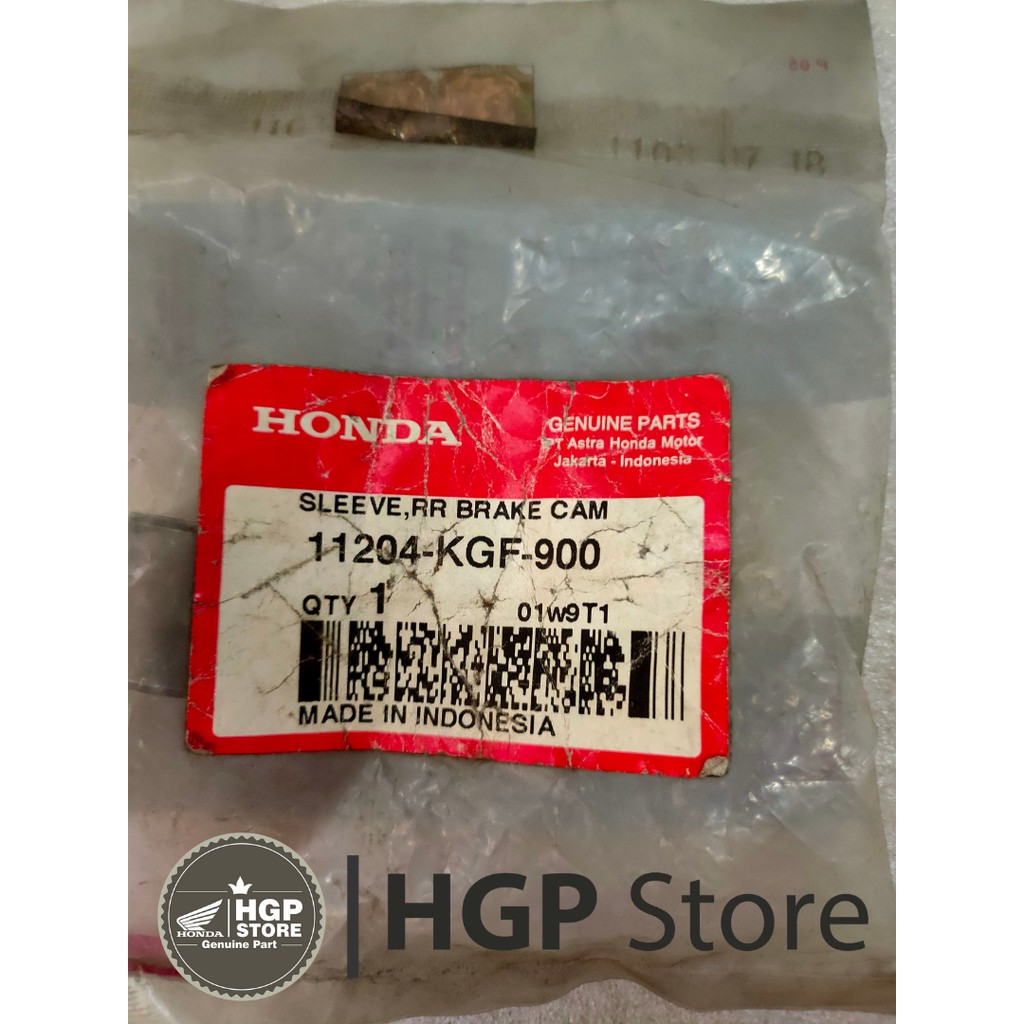 HONDA
GENUINE PARTS
PT Astra Honda Motor
Jakarta - Indonesia
SLEEVE,RR BRAKE CAM
11204-KGF-900
QTY 1
01w9T1
MADE IN INDONESIA
HONDA
HGP
STORE
Genuine Part
HGP Store